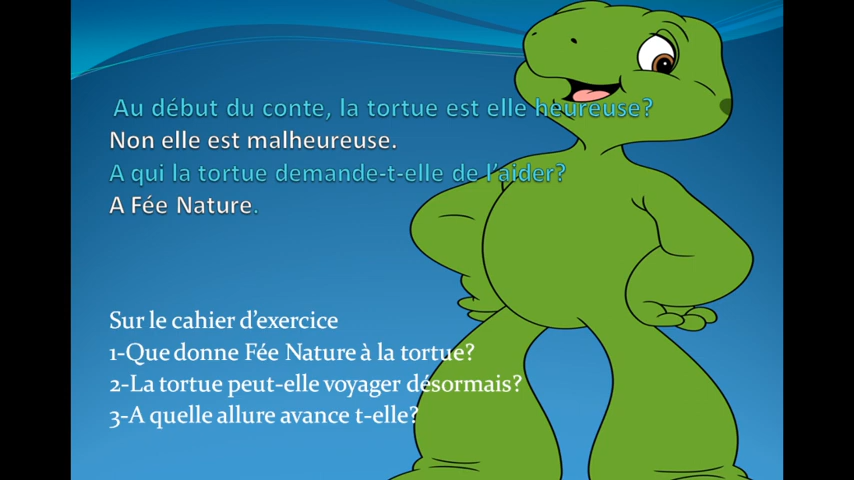 Au début du conte, la tortue est elle heureuse?
Non elle est malheureuse.
A qui la tortue demande-t-elle de l'aider?
A Fée Nature.
Sur le cahier d'exercice
1-Que donne Fée Nature à la tortue?
2-La tortue peut-elle voyager désormais?
3-A quelle allure avance t-elle?